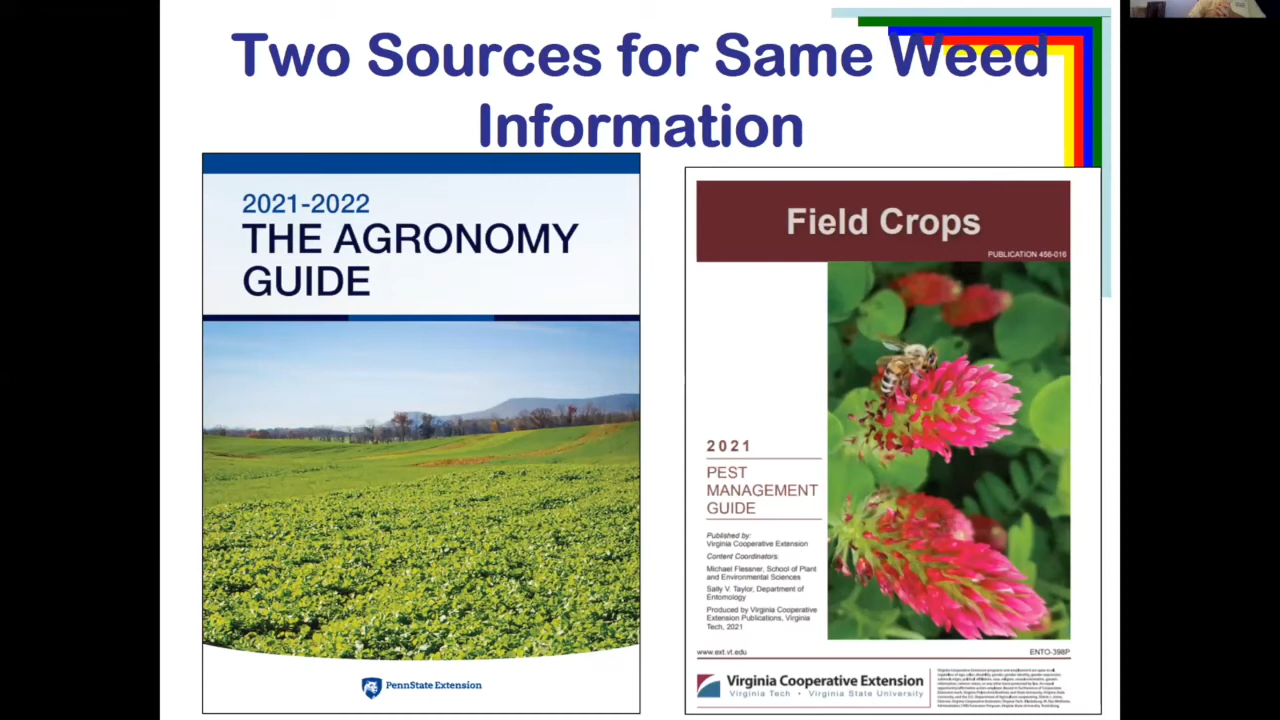 Two Sources for Same Weed
Information
2021-2022
THE AGRONOMY
GUIDE
PennState Extension
Field Crops
PUBLICATION 456-016
2021
PEST
MANAGEMENT
GUIDE
Published by:
Virginia Cooperative Extension
Content Coordinators:
Michael Flessner, School of Plant
and Environmental Sciences
Sally V. Taylor, Department of
Entomology
Produced by Virginia Cooperative
Extension Publications, Virginia
Tech, 2021
www.ext.vt.edu
ENTO-398P
Virginia Cooperative Extension
Virginia Tech • Virginia State University